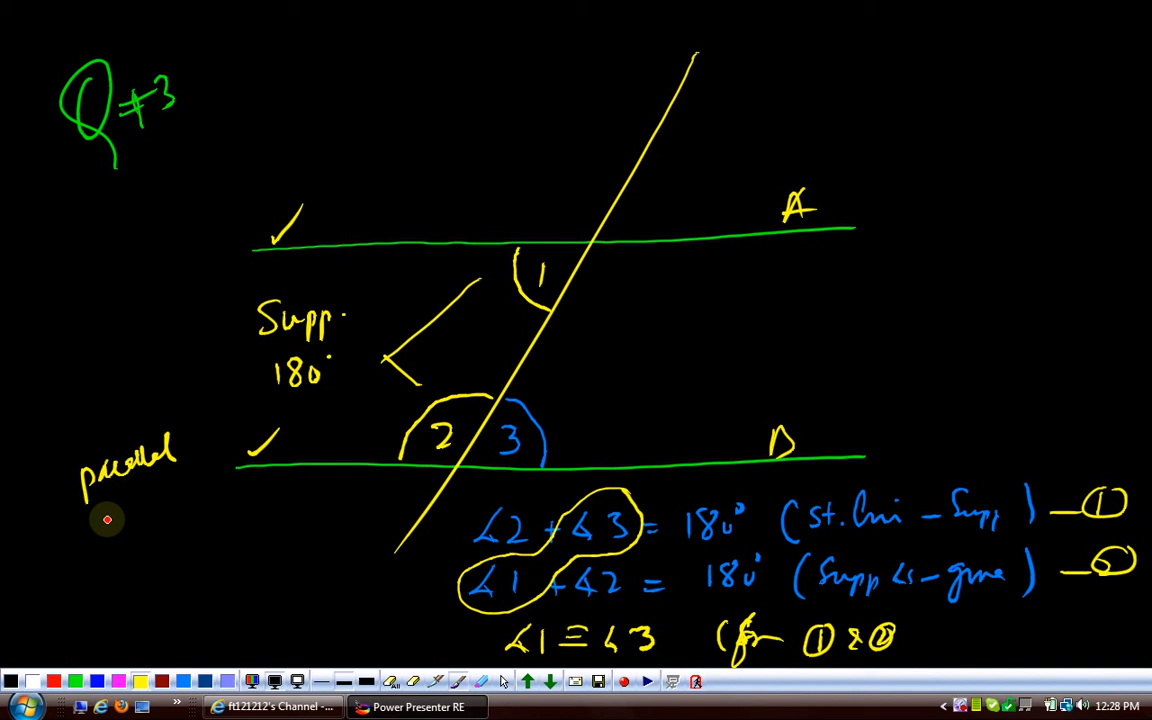 Q #3
A
1
Supp.
180°
2 3
B
parallel
∡2 + ∡3 = 180° (st. line - Supp) — ①
∡1 + ∡2 = 180° (Supp ∡s - given) — ②
∡1 ≅ ∡3 (from ① & ②
ft121212's Channel -...
Power Presenter RE
12:28 PM